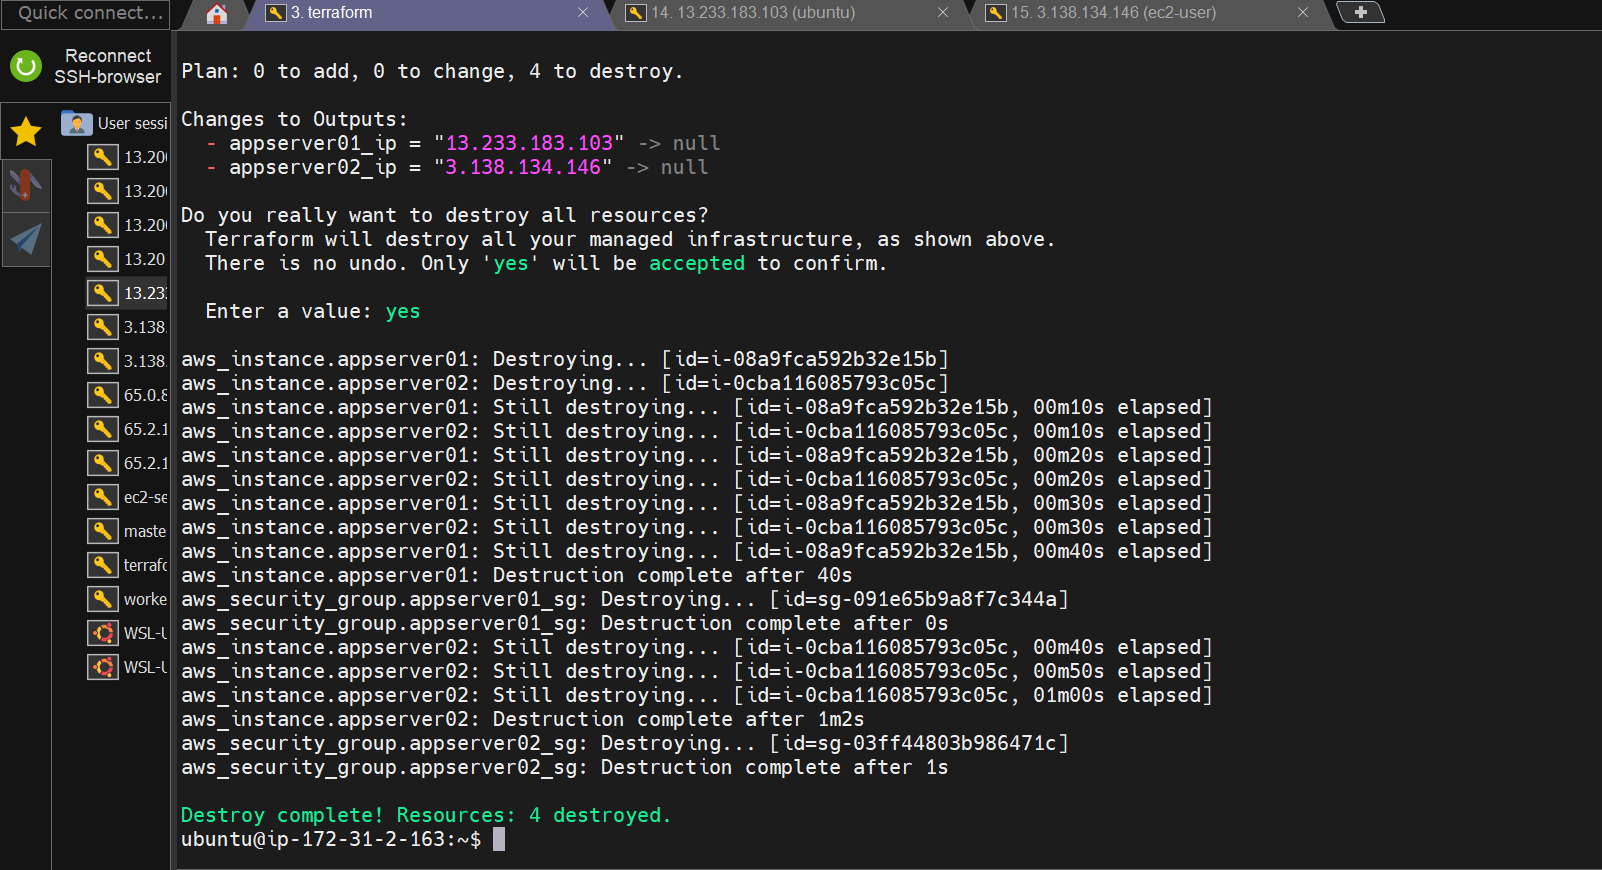 Quick connect...
3. terraform
14. 13.233.183.103 (ubuntu)
15. 3.138.134.146 (ec2-user)
Reconnect
SSH-browser
User sessi
13.20
13.20
13.20
13.20
13.23
3.138.
3.138.
65.0.8
65.2.1
65.2.1
ec2-se
maste
terrafo
worke
WSL-U
WSL-U
Plan: 0 to add, 0 to change, 4 to destroy.
Changes to Outputs:
- appserver01_ip = "13.233.183.103" -> null
- appserver02_ip = "3.138.134.146" -> null
Do you really want to destroy all resources?
Terraform will destroy all your managed infrastructure, as shown above.
There is no undo. Only 'yes' will be accepted to confirm.
Enter a value: yes
aws_instance.appserver01: Destroying... [id=i-08a9fca592b32e15b]
aws_instance.appserver02: Destroying... [id=i-0cba116085793c05c]
aws_instance.appserver01: Still destroying... [id=i-08a9fca592b32e15b, 00m10s elapsed]
aws_instance.appserver02: Still destroying... [id=i-0cba116085793c05c, 00m10s elapsed]
aws_instance.appserver01: Still destroying... [id=i-08a9fca592b32e15b, 00m20s elapsed]
aws_instance.appserver02: Still destroying... [id=i-0cba116085793c05c, 00m20s elapsed]
aws_instance.appserver01: Still destroying... [id=i-08a9fca592b32e15b, 00m30s elapsed]
aws_instance.appserver02: Still destroying... [id=i-0cba116085793c05c, 00m30s elapsed]
aws_instance.appserver01: Still destroying... [id=i-08a9fca592b32e15b, 00m40s elapsed]
aws_instance.appserver01: Destruction complete after 40s
aws_security_group.appserver01_sg: Destroying... [id=sg-091e65b9a8f7c344a]
aws_security_group.appserver01_sg: Destruction complete after 0s
aws_instance.appserver02: Still destroying... [id=i-0cba116085793c05c, 00m40s elapsed]
aws_instance.appserver02: Still destroying... [id=i-0cba116085793c05c, 00m50s elapsed]
aws_instance.appserver02: Still destroying... [id=i-0cba116085793c05c, 01m00s elapsed]
aws_instance.appserver02: Destruction complete after 1m2s
aws_security_group.appserver02_sg: Destroying... [id=sg-03ff44803b986471c]
aws_security_group.appserver02_sg: Destruction complete after 1s
Destroy complete! Resources: 4 destroyed.
ubuntu@ip-172-31-2-163:~$